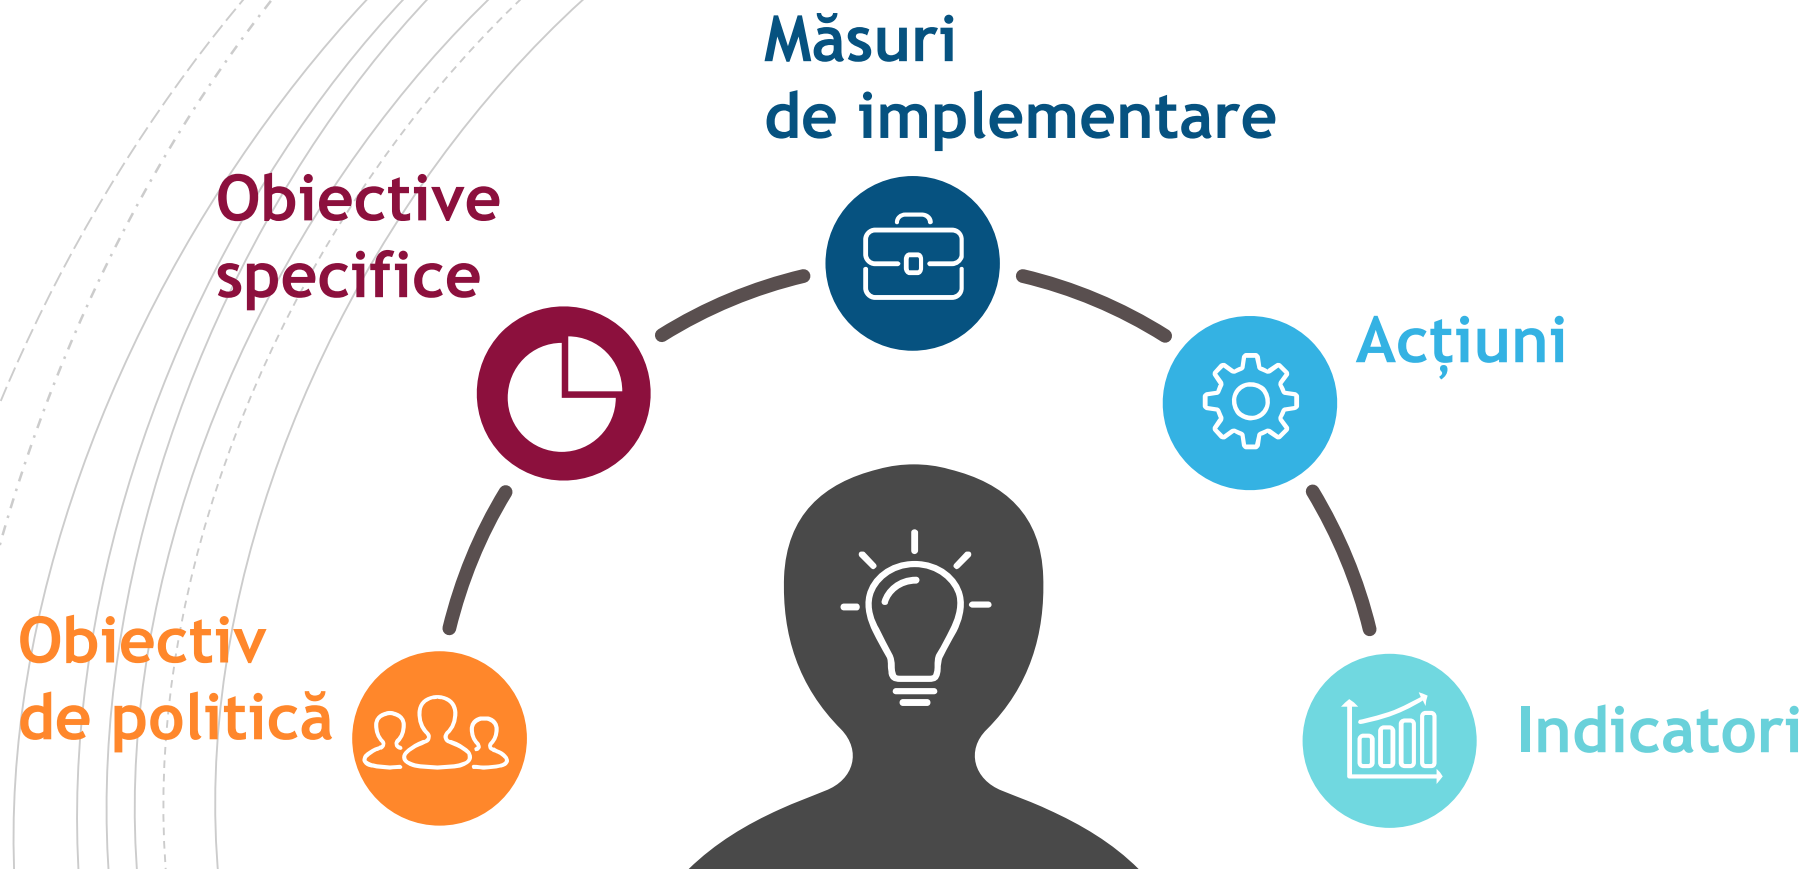 Măsuri
de implementare
Obiective
specifice
Acțiuni
Obiectiv
de politică
Indicatori